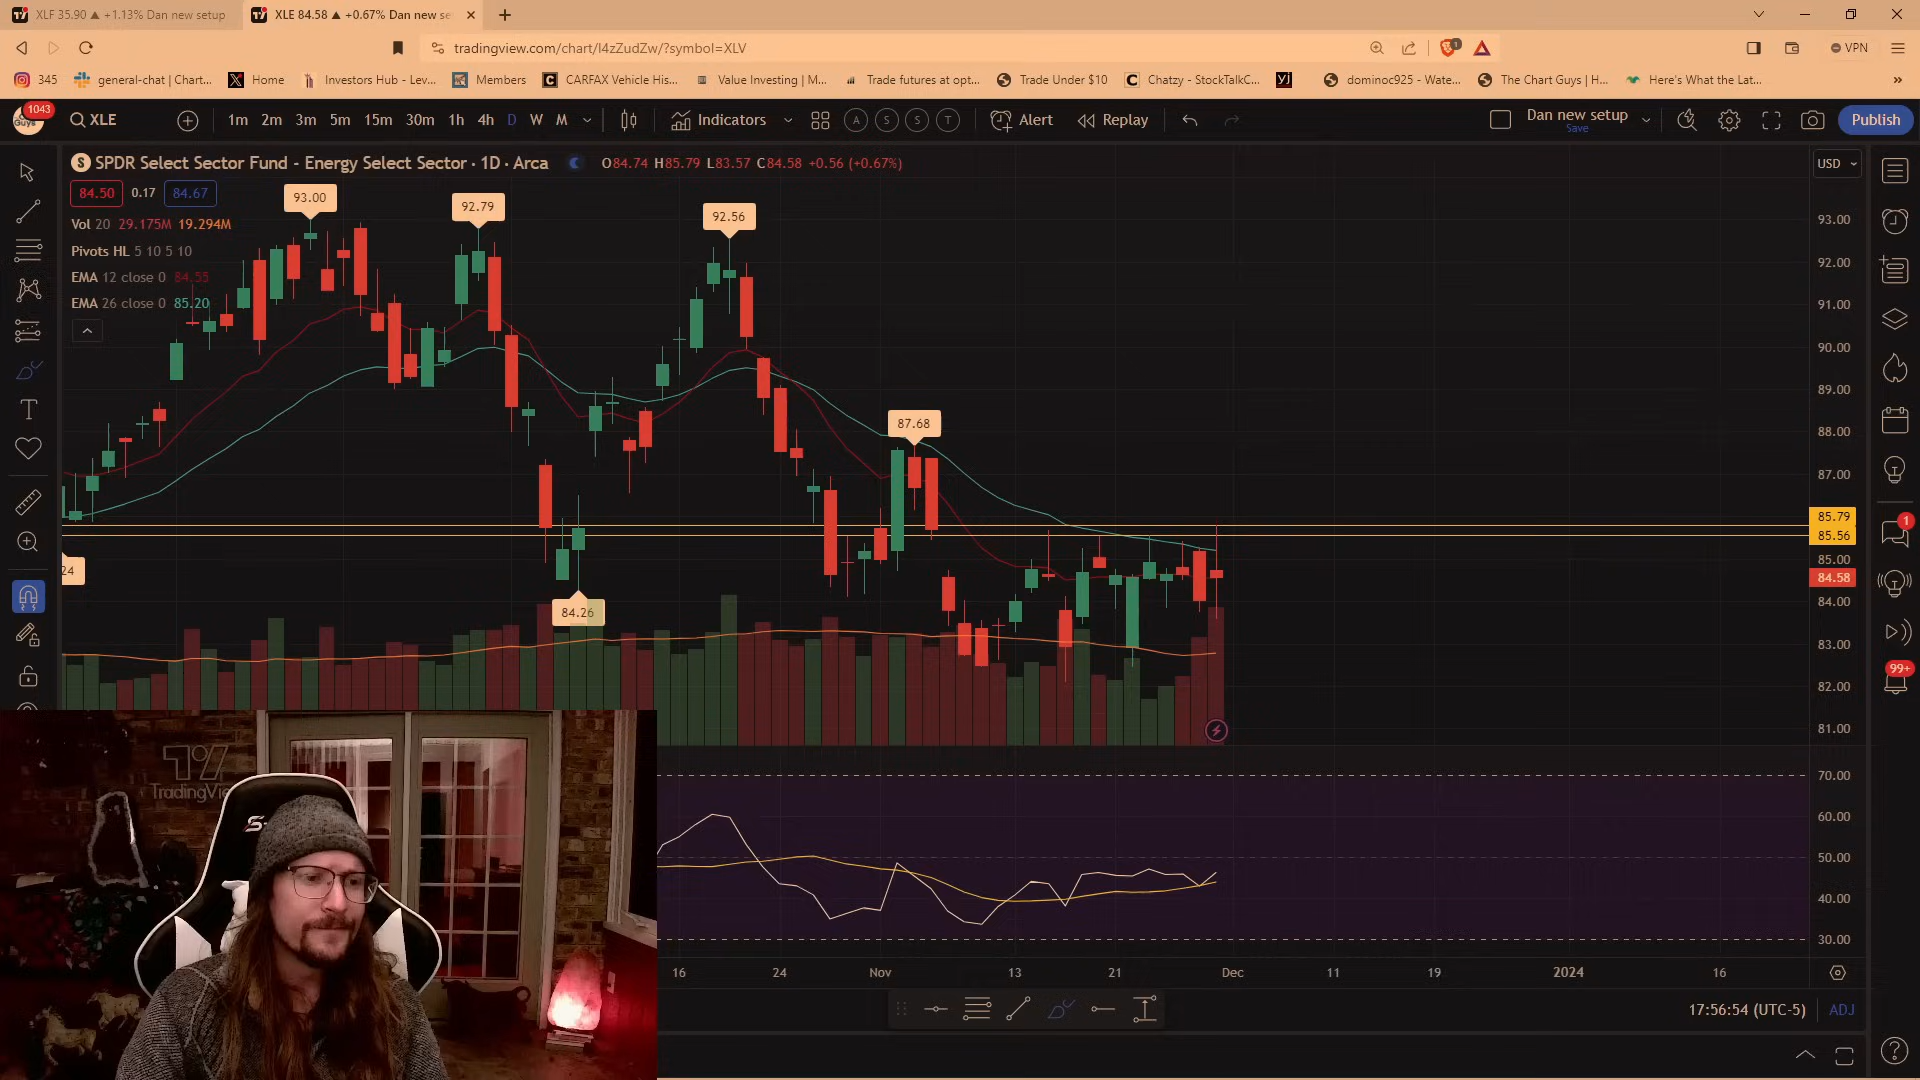 XLF 35.90 ▲ +1.13% Dan new setup
XLE 84.58 ▲ +0.67% Dan new se
tradingview.com/chart/I4zZudZw/?symbol=XLV
1
VPN
345
general-chat | Chart...
Home
Investors Hub - Lev...
Members
CARFAX Vehicle His...
Value Investing | M...
Trade futures at opt...
Trade Under $10
Chatzy - StockTalkC...
dominoc925 - Wate...
The Chart Guys | H...
Here's What the Lat...
1043
Guys
XLE
1m 2m 3m 5m 15m 30m 1h 4h D W M
Indicators
A S S T
Alert
Replay
Dan new setup
Save
Publish
SPDR Select Sector Fund - Energy Select Sector · 1D · Arca
O84.74 H85.79 L83.57 C84.58 +0.56 (+0.67%)
USD
84.50 0.17 84.67
Vol 20 29.175M 19.294M
Pivots HL 5 10 5 10
EMA 12 close 0 84.55
EMA 26 close 0 85.20
93.00
92.79
92.56
87.68
84.26
24
93.00
92.00
91.00
90.00
89.00
88.00
87.00
85.79
85.56
85.00
84.58
84.00
83.00
82.00
81.00
70.00
60.00
50.00
40.00
30.00
1
99+
TradingVie
S
16 24 Nov 13 21 Dec 11 19 2024 16
17:56:54 (UTC-5)
ADJ